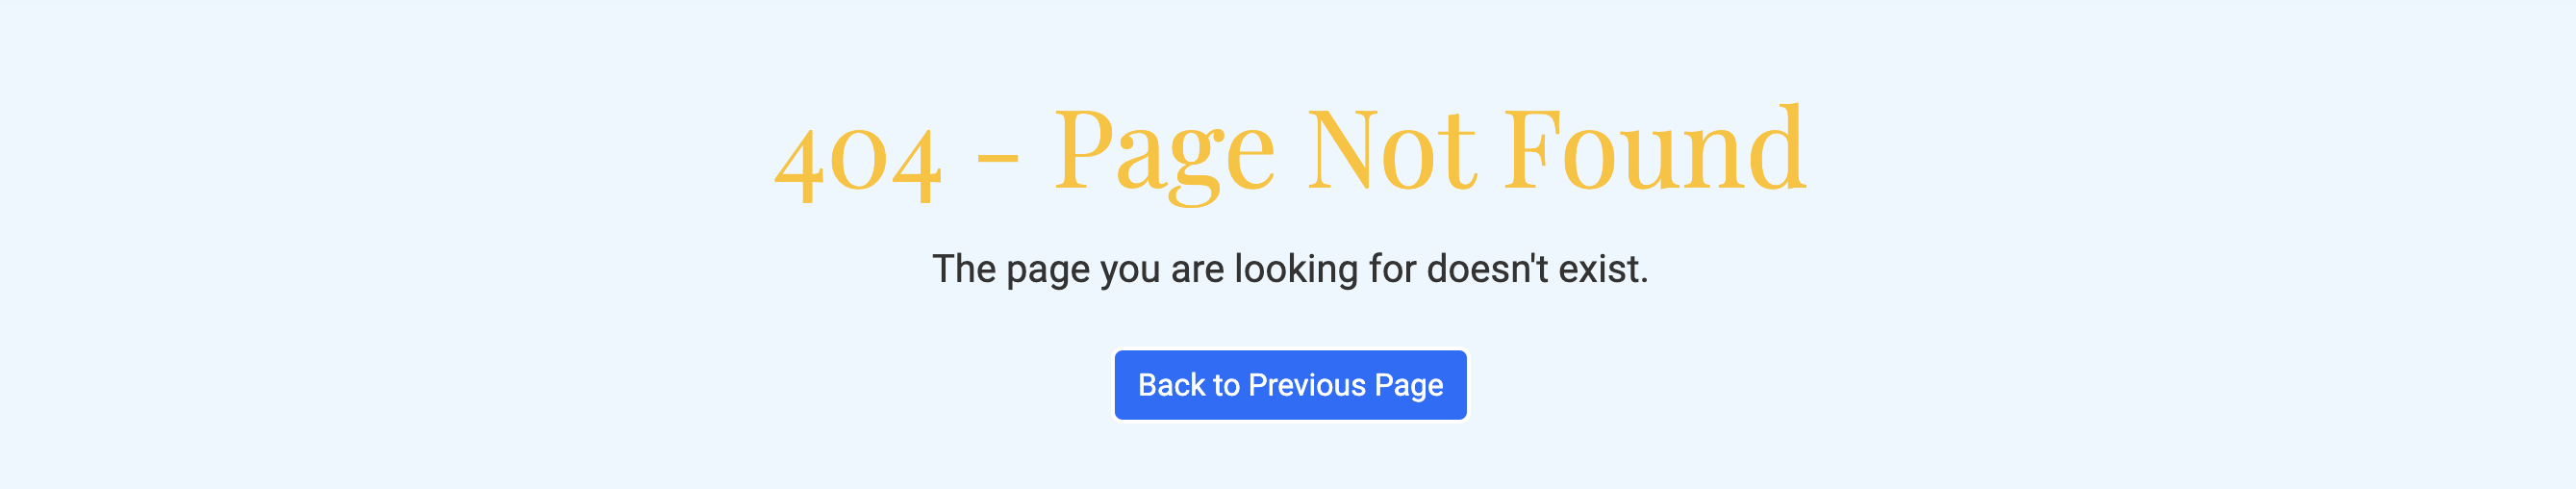 404 - Page Not Found
The page you are looking for doesn't exist.
Back to Previous Page